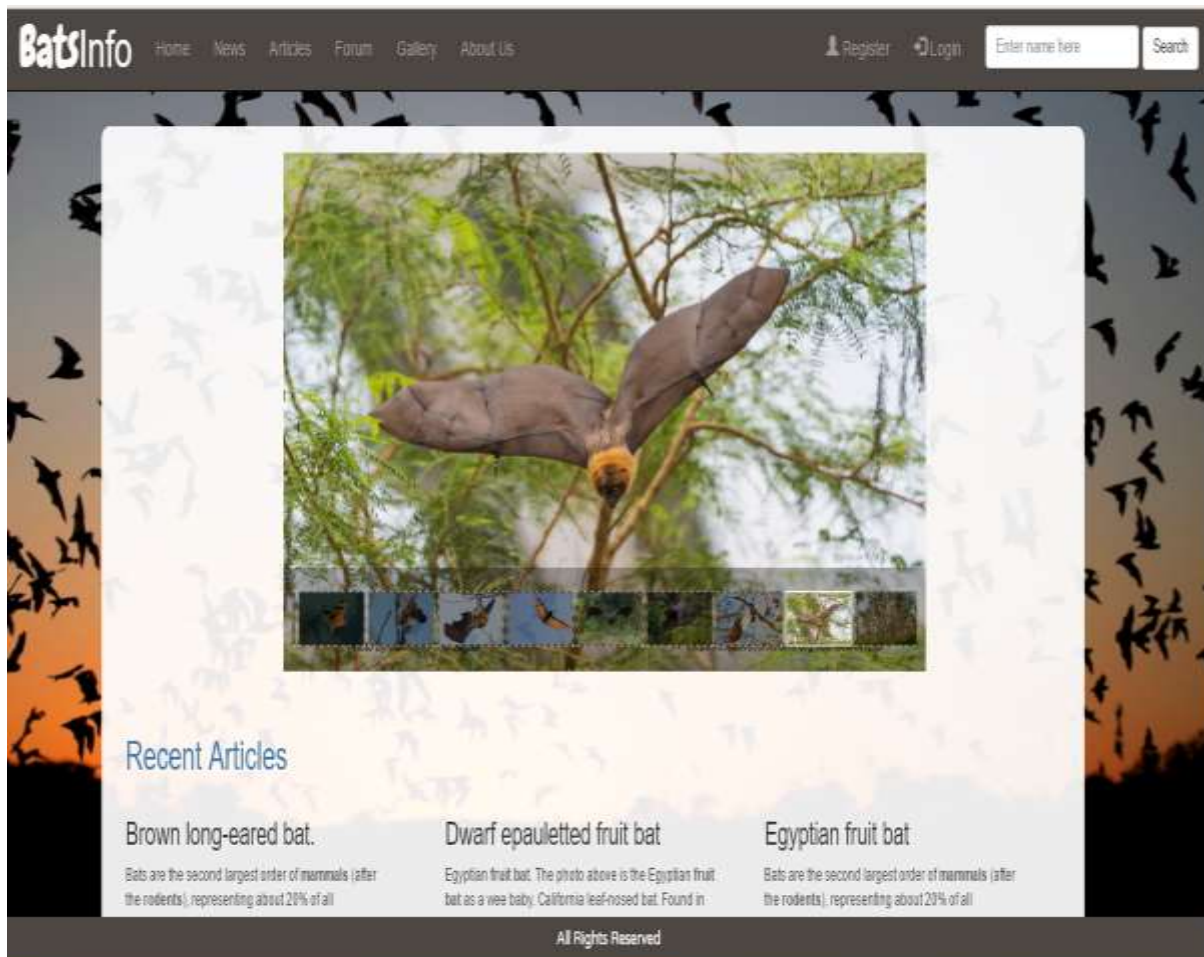 BatsInfo Home News Articles Forum Gallery About Us Register Login Enter name here Search
Recent Articles
Brown long-eared bat.
Bats are the second largest order of mammals (after
the rodents), representing about 20% of all
Dwarf epauletted fruit bat
Egyptian fruit bat. The photo above is the Egyptian fruit
bat as a wee baby. California leaf-nosed bat. Found in
Egyptian fruit bat
Bats are the second largest order of mammals (after
the rodents), representing about 20% of all
All Rights Reserved